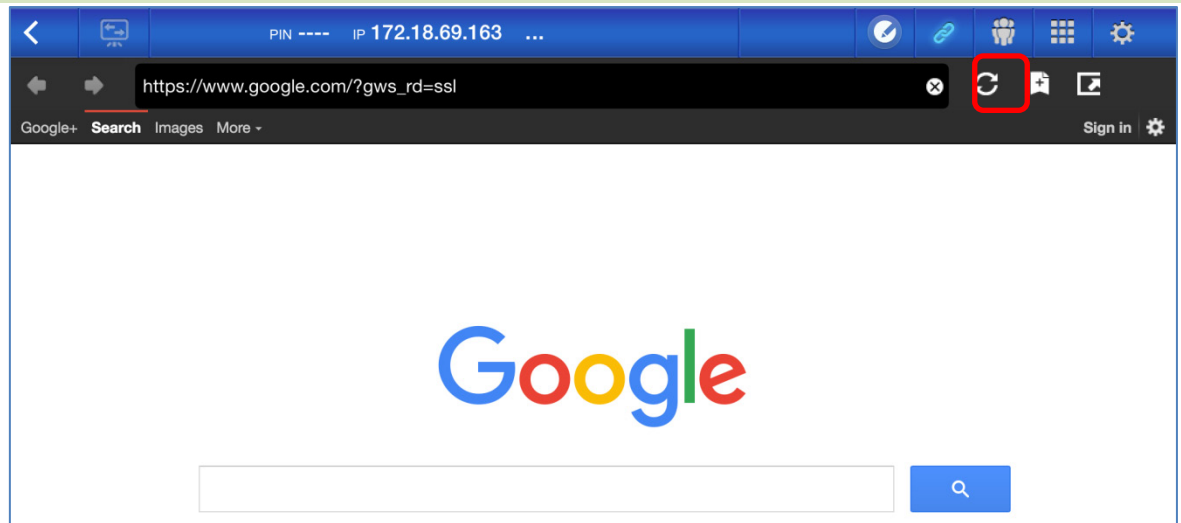 PIN ---- IP 172.18.69.163 ...
https://www.google.com/?gws_rd=ssl
Google+ Search Images More Sign in
Google